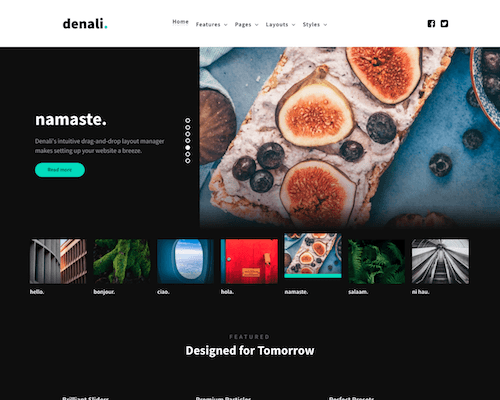 denali.
Home Features Pages Layouts Styles
namaste.
Denali's intuitive drag-and-drop layout manager
makes setting up your website a breeze.
Read more
hello. bonjour. ciao. hola. namaste. salaam. ni hau.
FEATURED
Designed for Tomorrow
Brilliant Sliders Premium Particles Perfect Presets